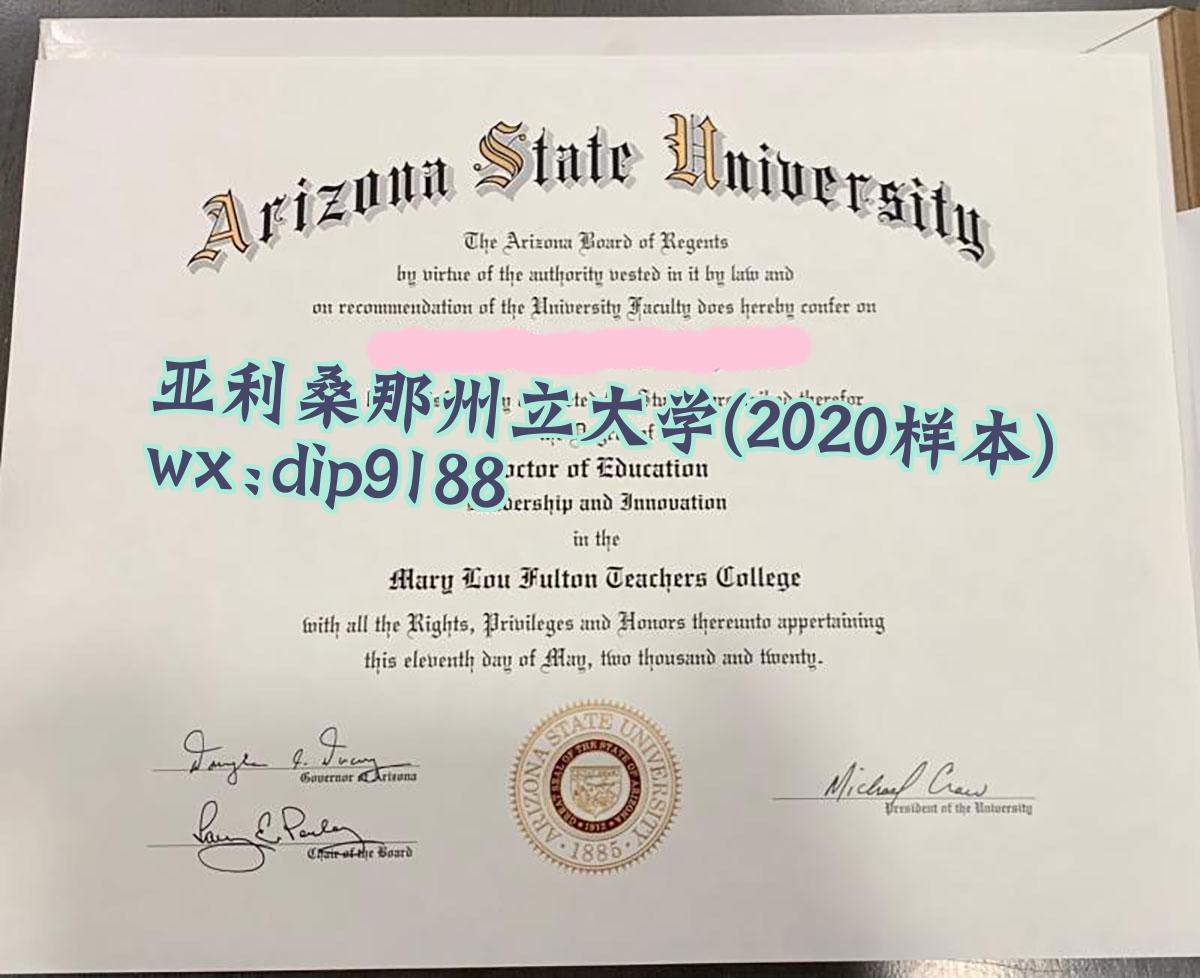 Arizona State University
The Arizona Board of Regents
by virtue of the authority vested in it by law and
on recommendation of the University Faculty does hereby confer on
therefor
亚利桑那州立大学(2020样本)
wx:dip9188
of Education
and Innovation
in the
Mary Lou Fulton Teachers College
with all the Rights, Privileges and Honors thereunto appertaining
this eleventh day of May, two thousand and twenty.
Governor of Arizona
Chair of the Board
Michael Crow
President of the University
ARIZONA STATE UNIVERSITY
GREAT SEAL OF THE STATE OF ARIZONA
1912
1885